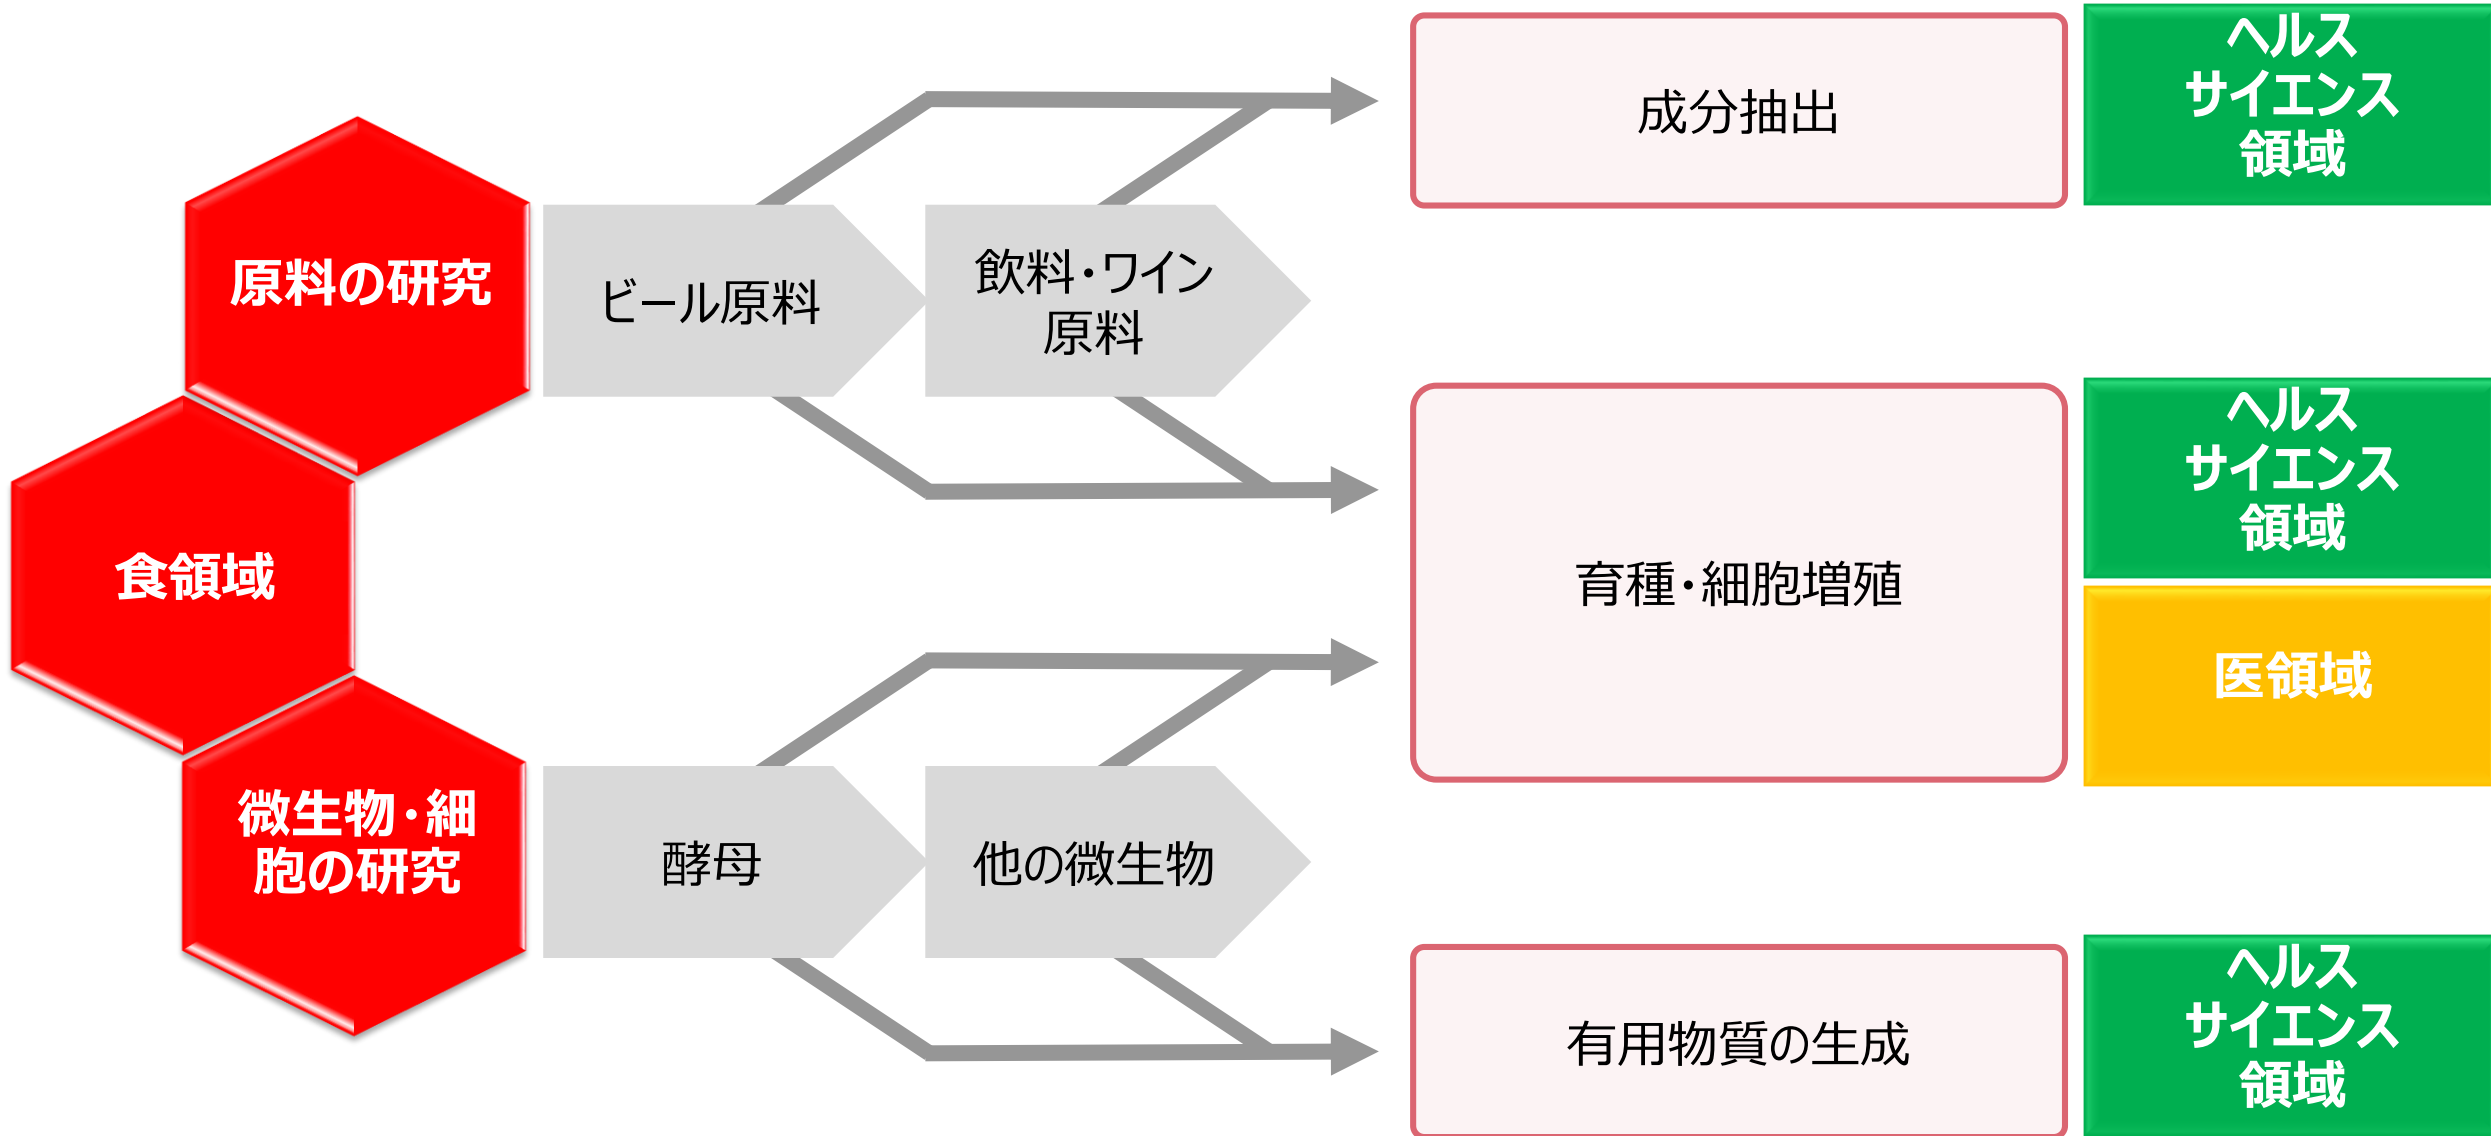 原料の研究
食領域
微生物・細
胞の研究
ビール原料
飲料・ワイン
原料
酵母
他の微生物
成分抽出
育種・細胞増殖
有用物質の生成
ヘルス
サイエンス
領域
ヘルス
サイエンス
領域
医領域
ヘルス
サイエンス
領域